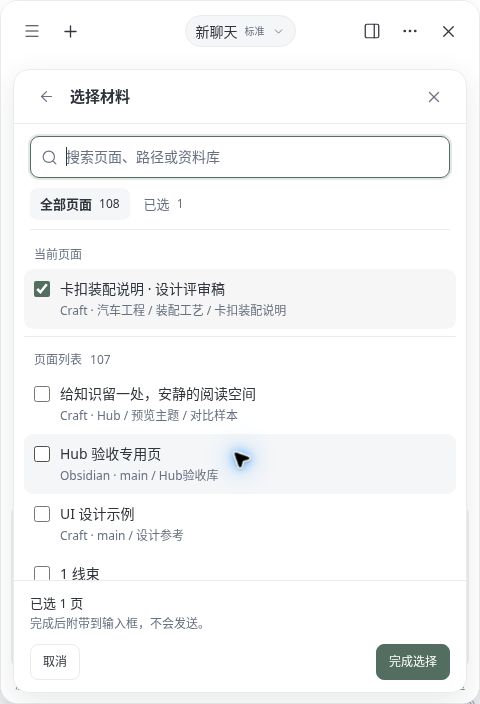 新聊天 标准
选择材料
搜索页面、路径或资料库
全部页面 108 已选 1
当前页面
卡扣装配说明 · 设计评审稿
Craft · 汽车工程 / 装配工艺 / 卡扣装配说明
页面列表 107
给知识留一处，安静的阅读空间
Craft · Hub / 预览主题 / 对比样本
Hub 验收专用页
Obsidian · main / Hub验收库
UI 设计示例
Craft · main / 设计参考
1 线束
已选 1 页
完成后附带到输入框，不会发送。
取消 完成选择